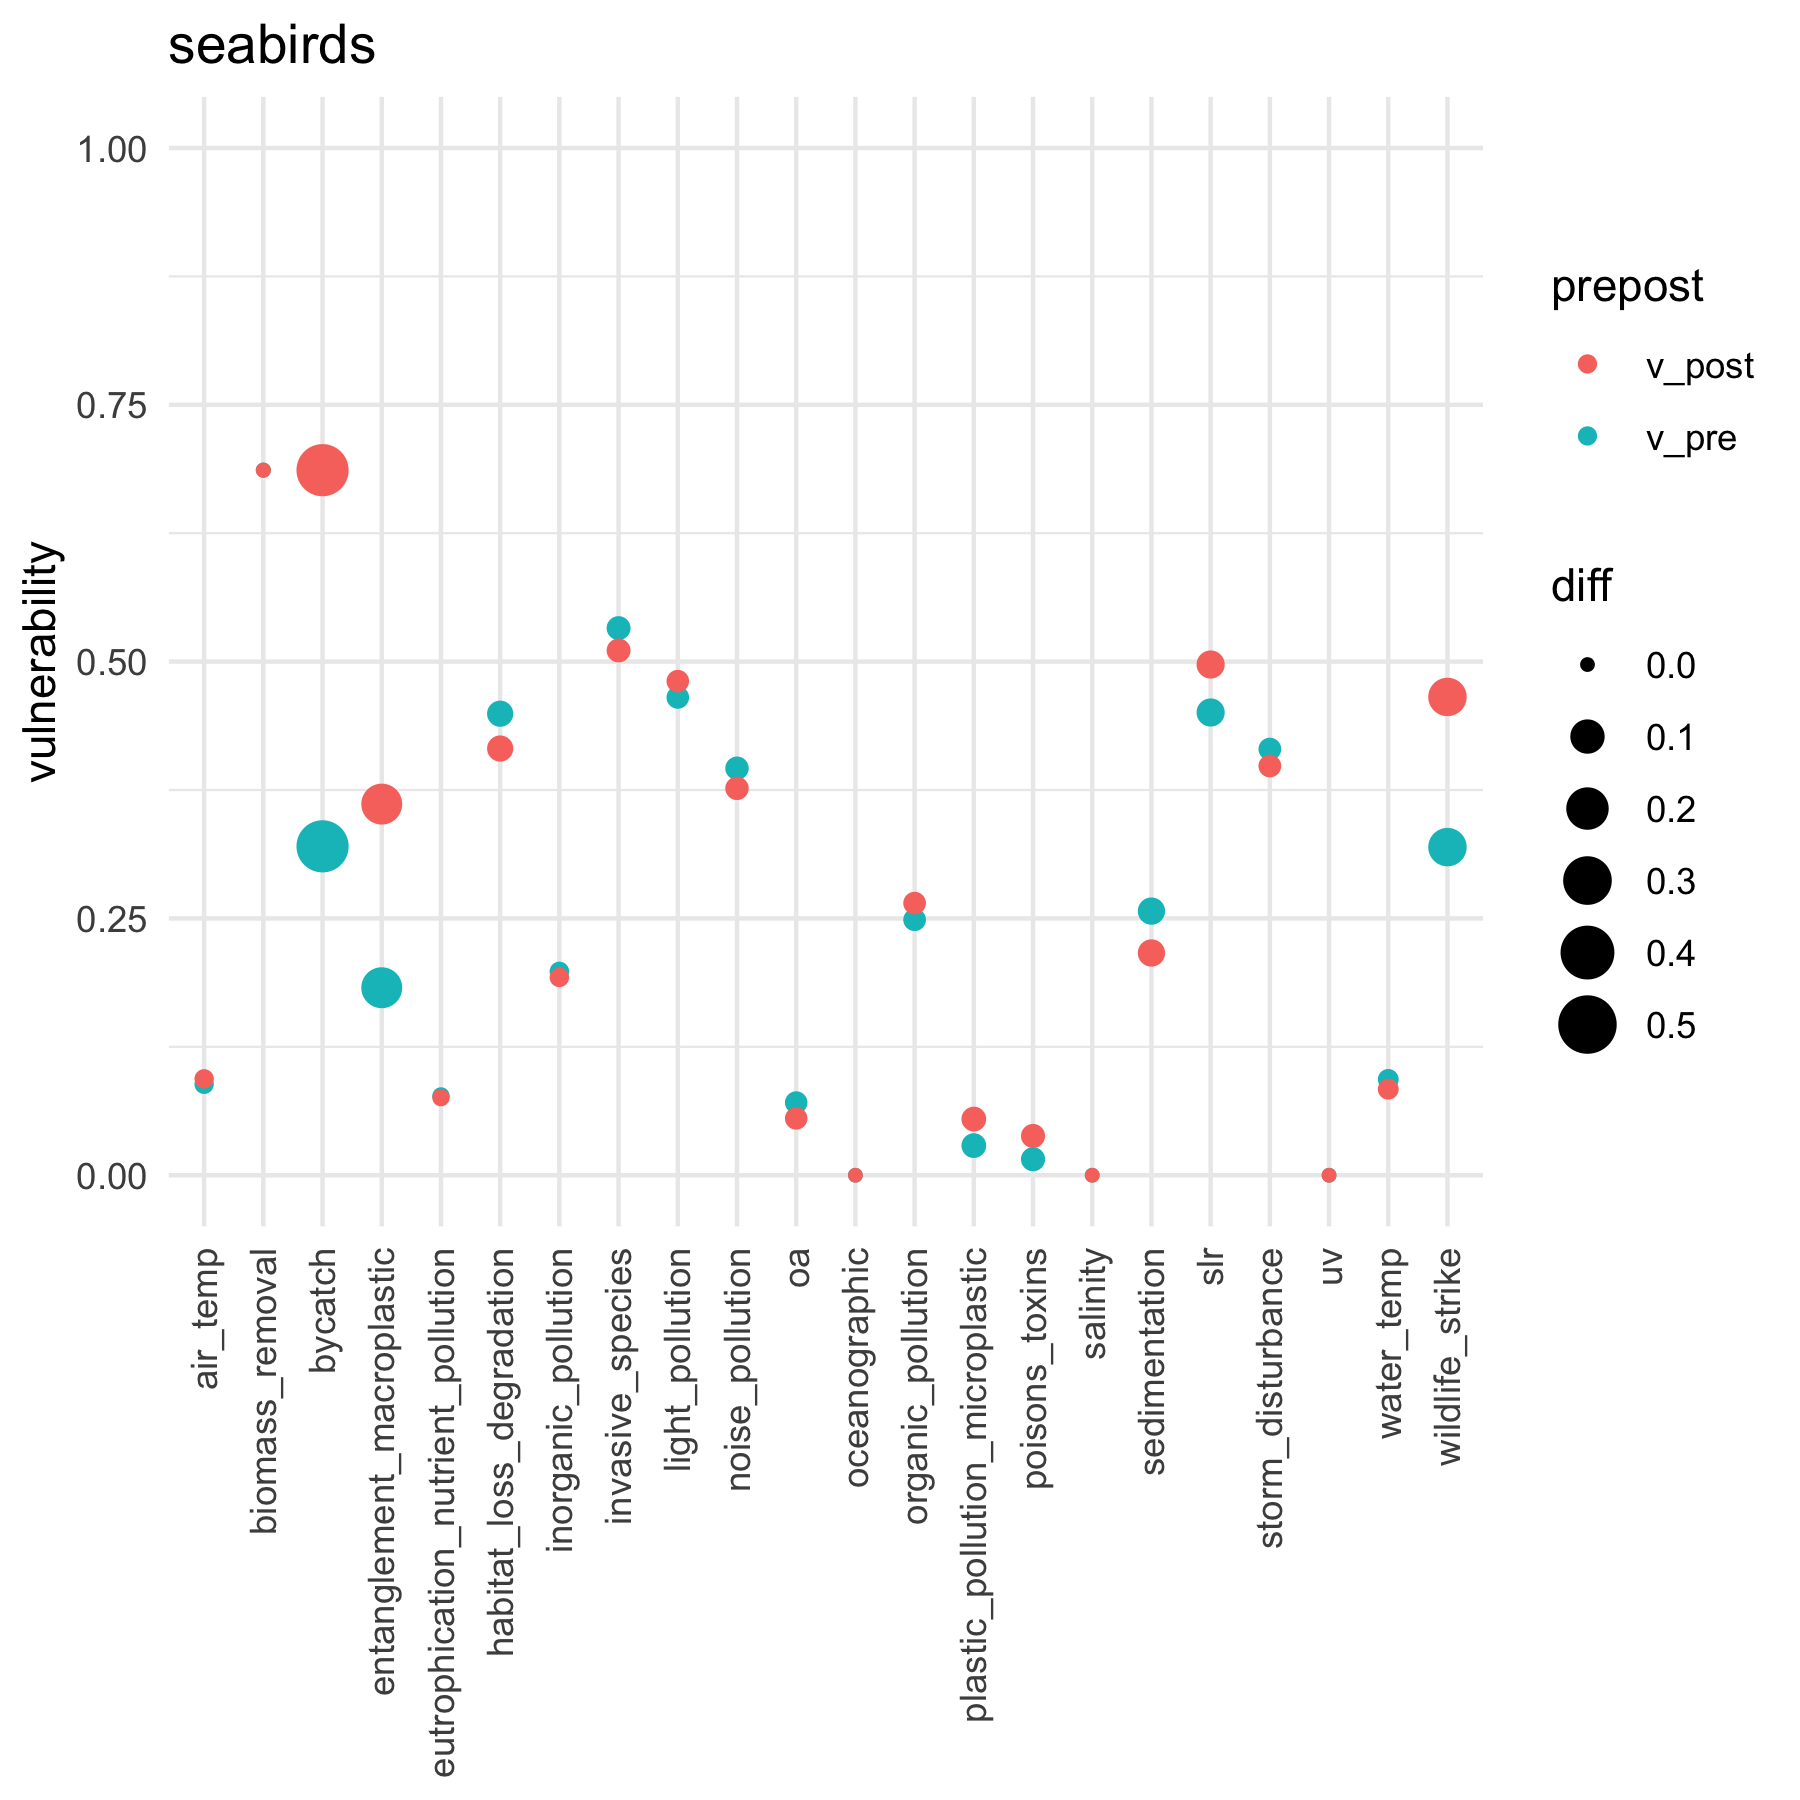 seabirds
1.00
0.75
0.50
0.25
0.00
vulnerability
air_temp
biomass_removal
bycatch
entanglement_macroplastic
eutrophication_nutrient_pollution
habitat_loss_degradation
inorganic_pollution
invasive_species
light_pollution
noise_pollution
oa
oceanographic
organic_pollution
plastic_pollution_microplastic
poisons_toxins
salinity
sedimentation
slr
storm_disturbance
uv
water_temp
wildlife_strike
prepost
v_post
v_pre
diff
0.0
0.1
0.2
0.3
0.4
0.5